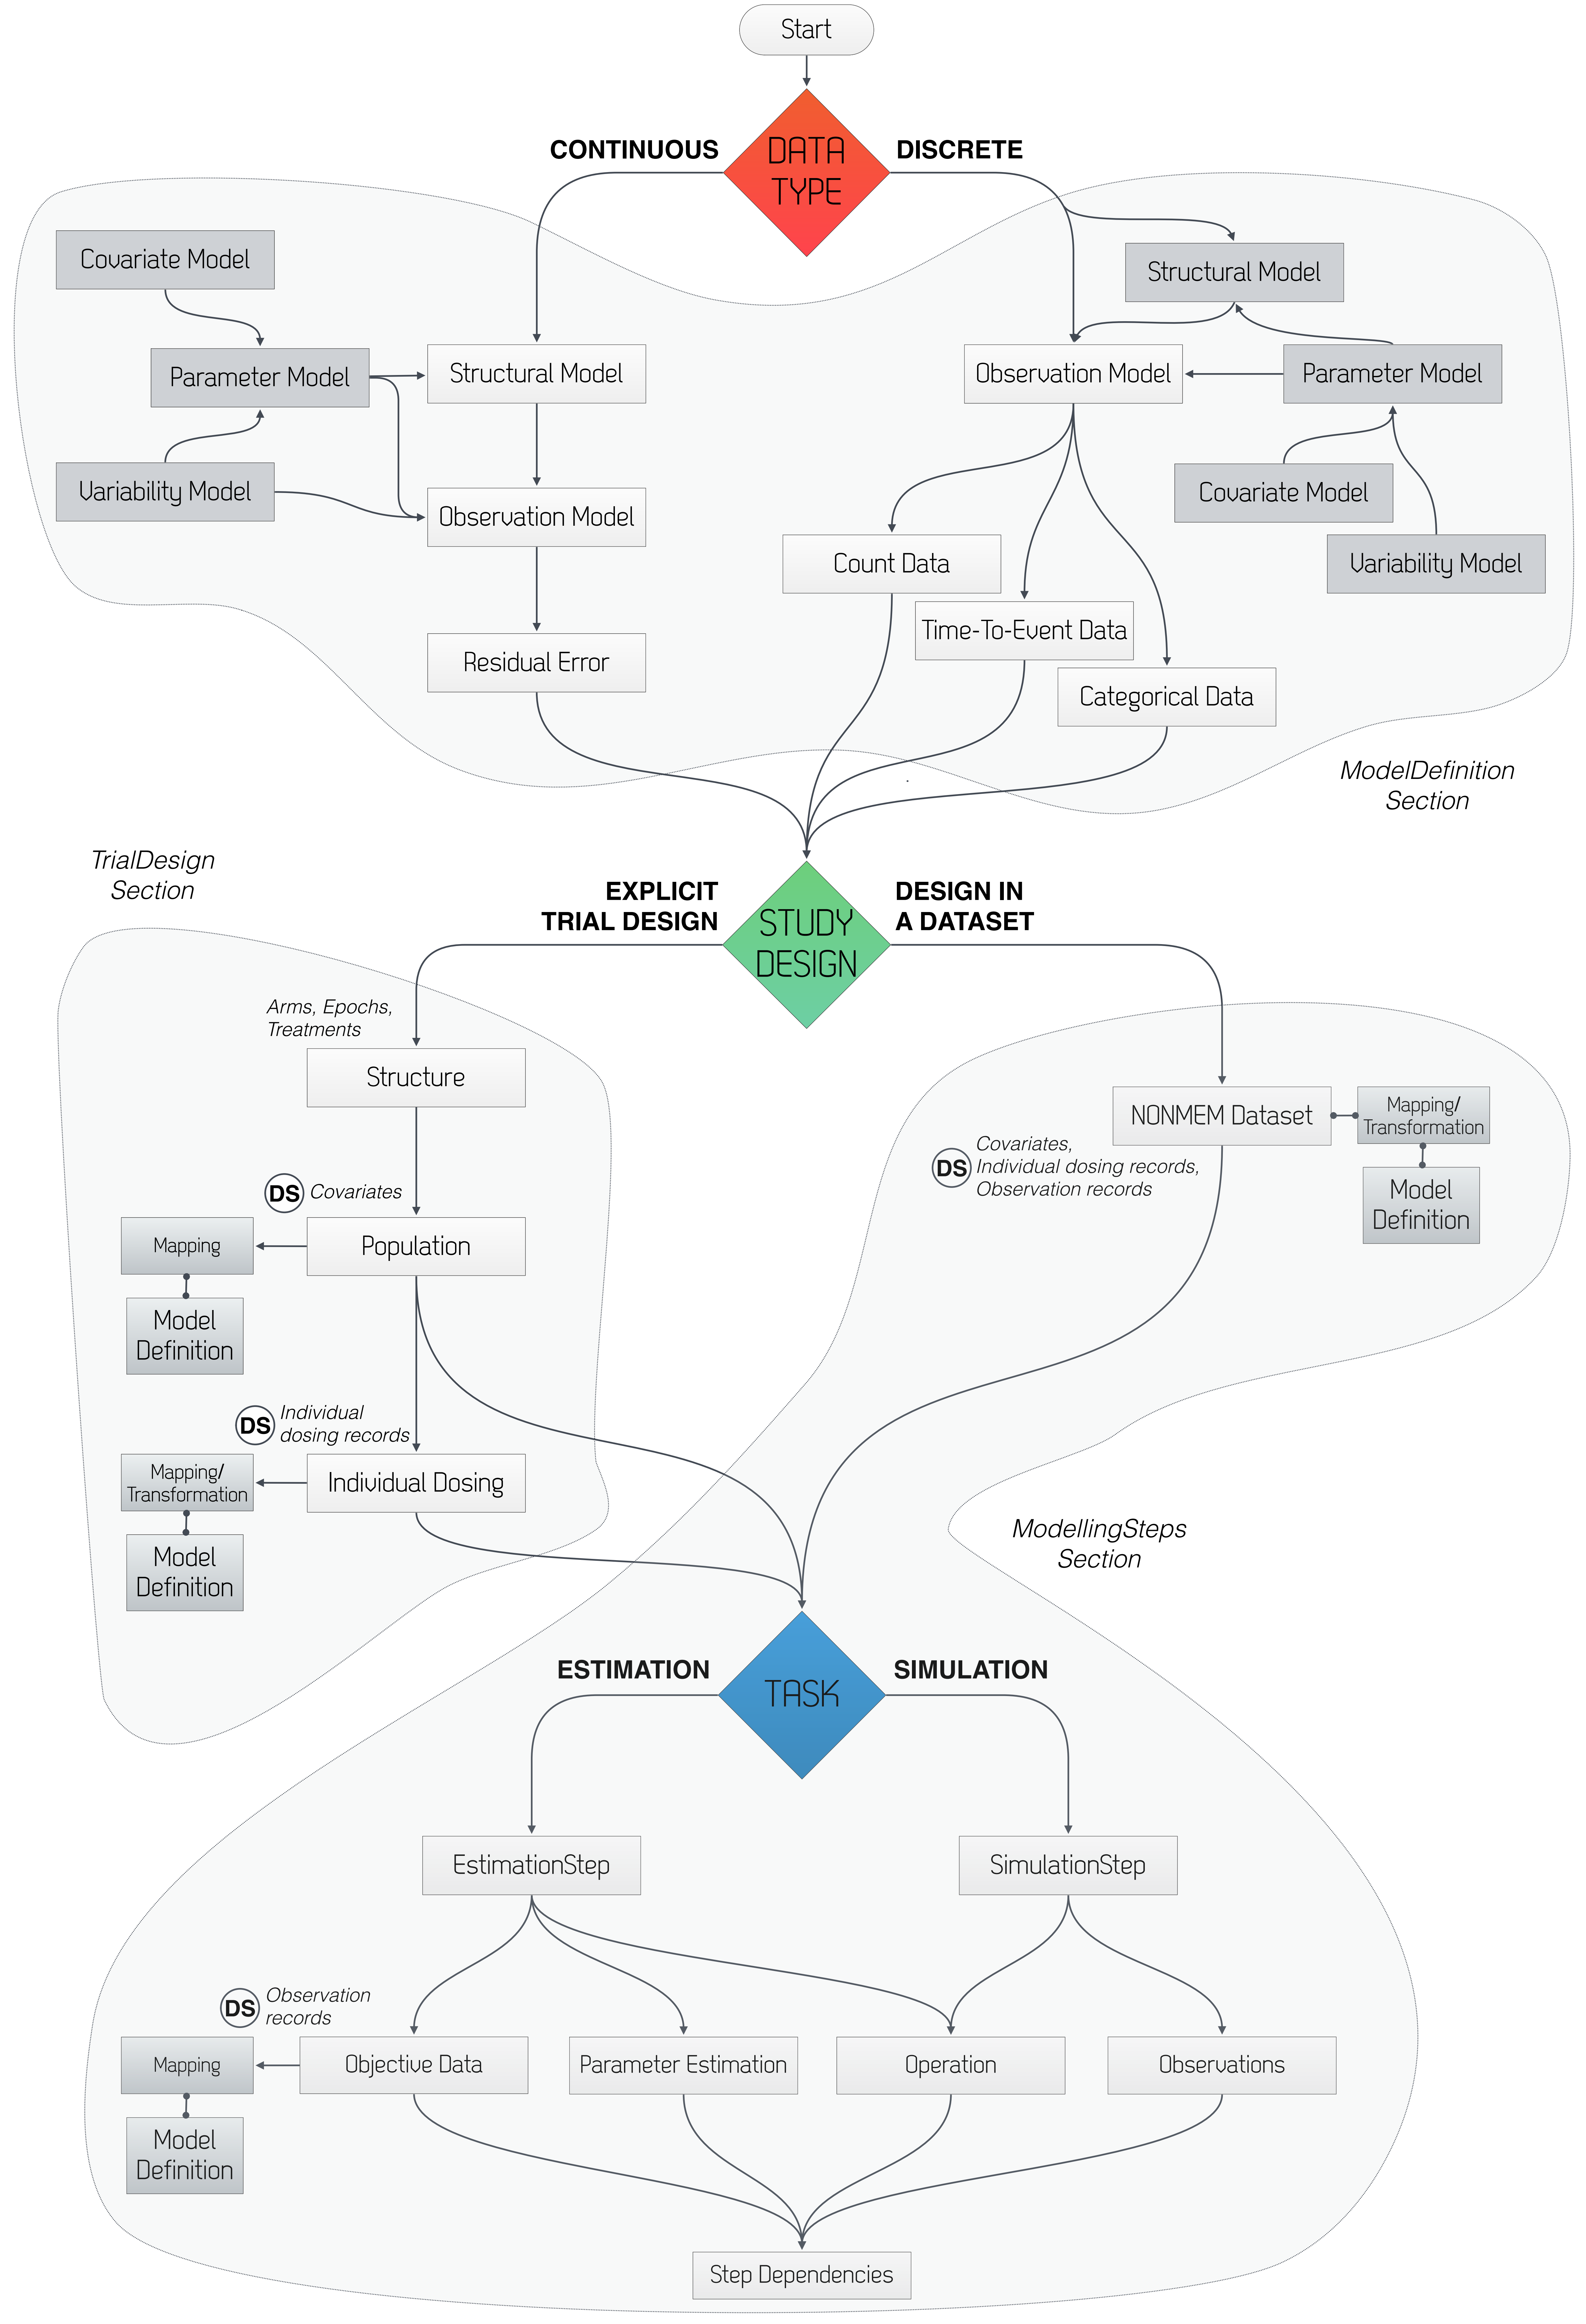 Start
DATA
TYPE
CONTINUOUS
DISCRETE
Covariate Model
Parameter Model
Variability Model
Structural Model
Observation Model
Residual Error
Structural Model
Observation Model
Parameter Model
Covariate Model
Variability Model
Count Data
Time-To-Event Data
Categorical Data
ModelDefinition
Section
TrialDesign
Section
EXPLICIT
TRIAL DESIGN
STUDY
DESIGN
DESIGN IN
A DATASET
Arms, Epochs,
Treatments
Structure
DS Covariates
Mapping
Population
Model
Definition
DS Individual
dosing records
Mapping/
Transformation
Individual Dosing
Model
Definition
NONMEM Dataset
Mapping/
Transformation
Model
Definition
DS Covariates,
Individual dosing records,
Observation records
ModellingSteps
Section
ESTIMATION
TASK
SIMULATION
EstimationStep
SimulationStep
DS Observation
records
Mapping
Objective Data
Parameter Estimation
Operation
Observations
Model
Definition
Step Dependencies